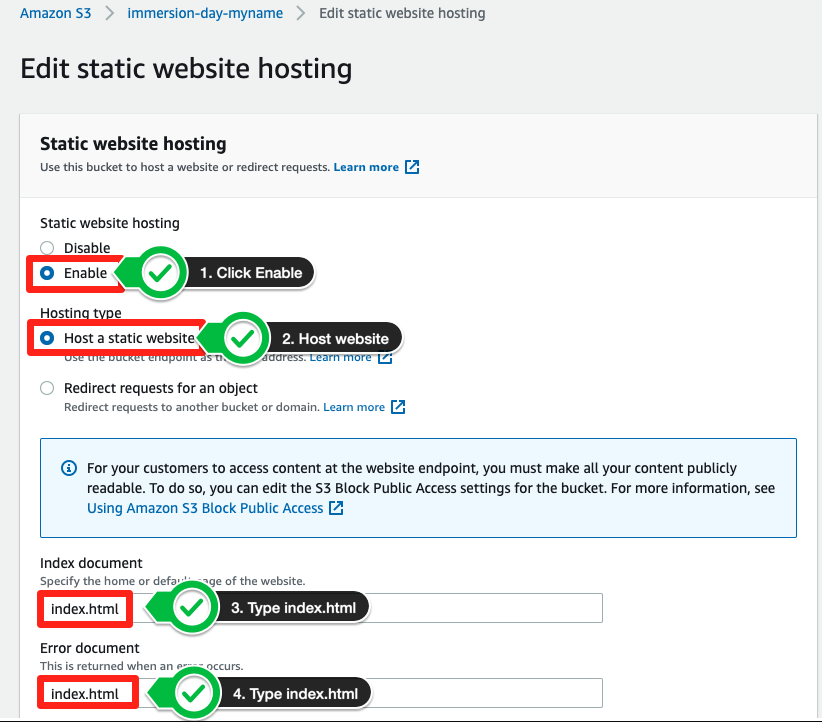 Amazon S3 > immersion-day-myname > Edit static website hosting
Edit static website hosting
Static website hosting
Use this bucket to host a website or redirect requests. Learn more
Static website hosting
Disable
Enable 1. Click Enable
Hosting type
Host a static website 2. Host website
Use the bucket endpoint as address. Learn more
Redirect requests for an object
Redirect requests to another bucket or domain. Learn more
For your customers to access content at the website endpoint, you must make all your content publicly
readable. To do so, you can edit the S3 Block Public Access settings for the bucket. For more information, see
Using Amazon S3 Block Public Access
Index document
Specify the home or default page of the website.
index.html 3. Type index.html
Error document
This is returned when an error occurs.
index.html 4. Type index.html